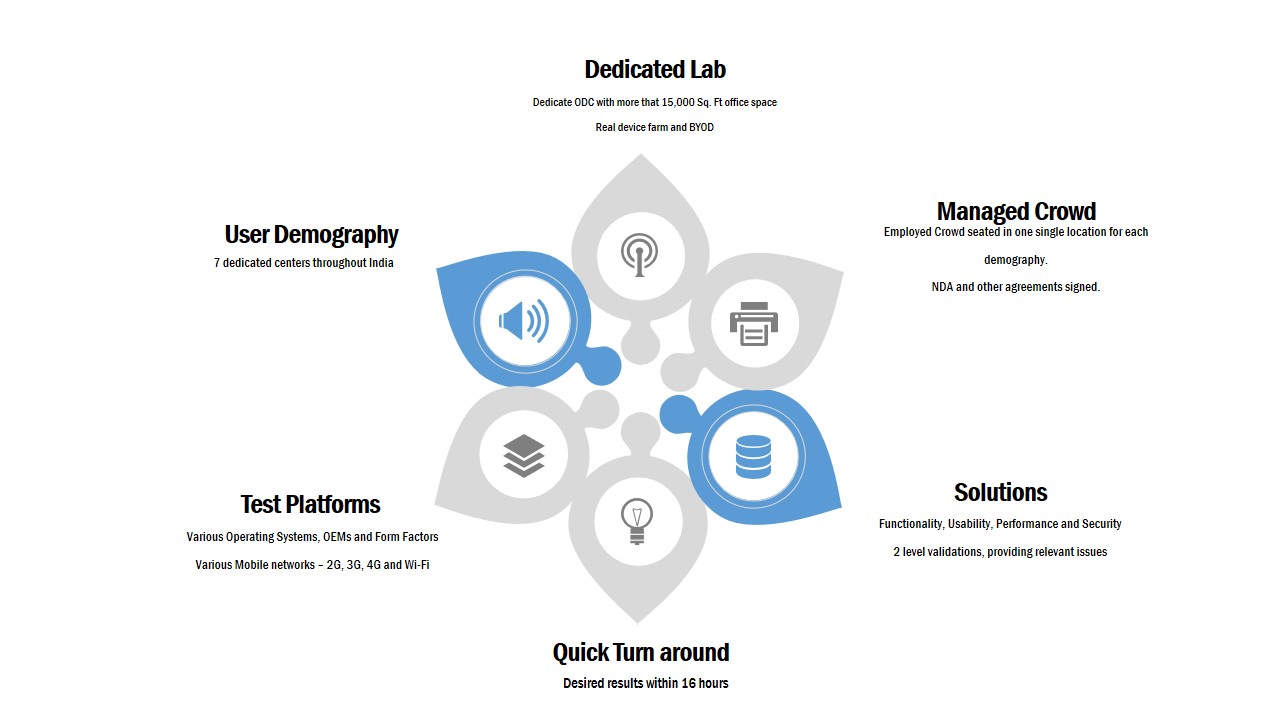 Dedicated Lab
Dedicate ODC with more that 15,000 Sq. Ft office space
Real device farm and BYOD
User Demography
7 dedicated centers throughout India
Managed Crowd
Employed Crowd seated in one single location for each
demography.
NDA and other agreements signed.
Test Platforms
Various Operating Systems, OEMs and Form Factors
Various Mobile networks – 2G, 3G, 4G and Wi-Fi
Solutions
Functionality, Usability, Performance and Security
2 level validations, providing relevant issues
Quick Turn around
Desired results within 16 hours